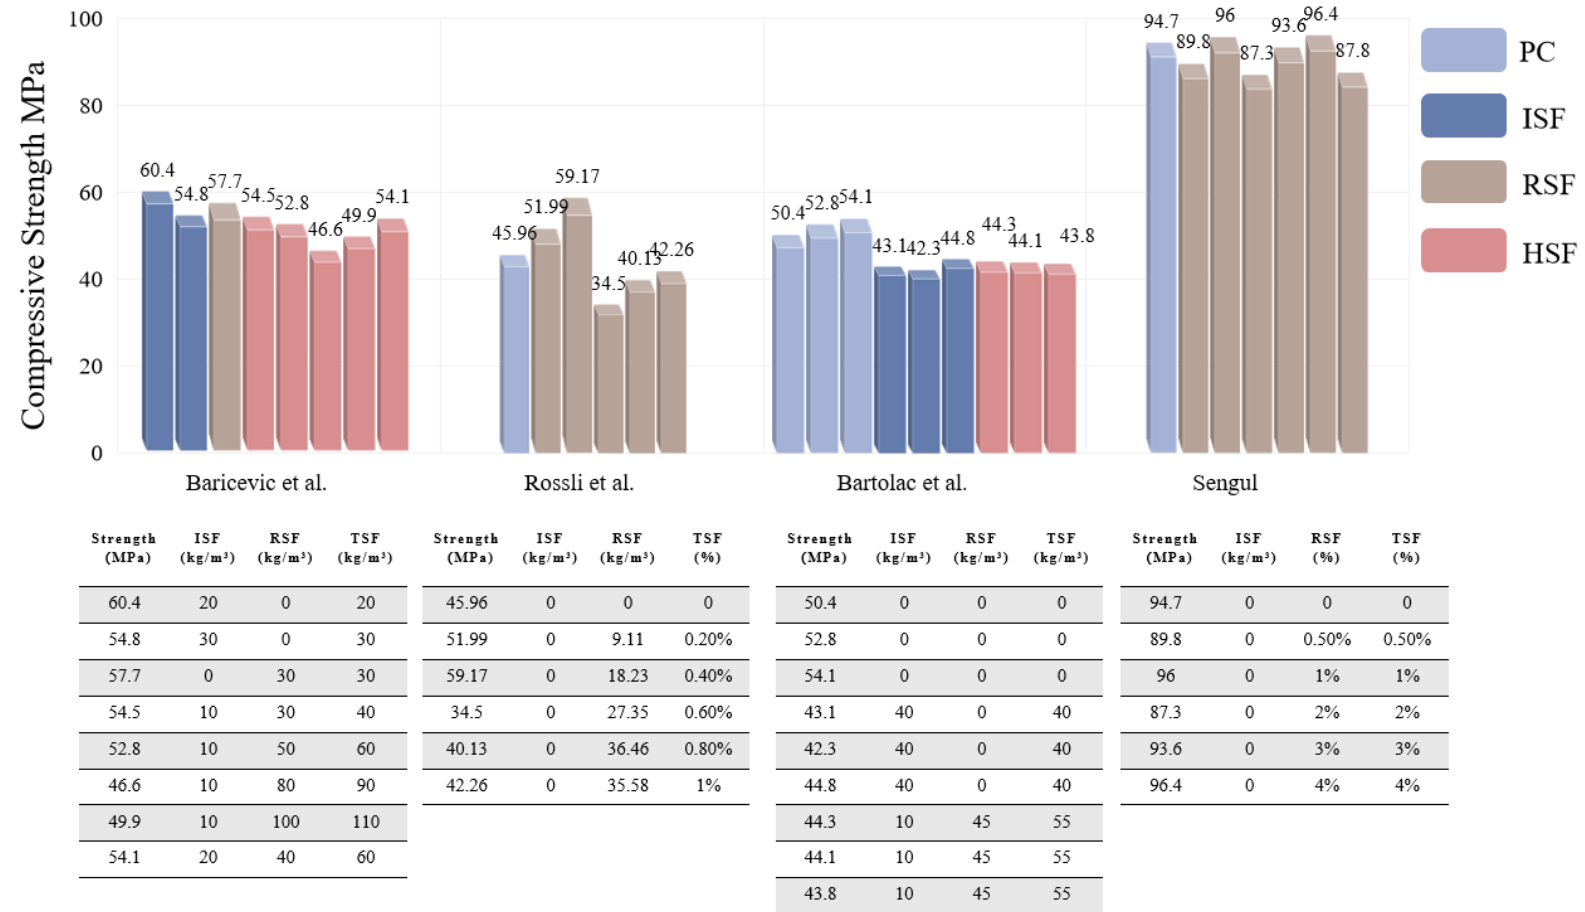 100
80
60
40
20
0
Compressive Strength MPa
60.4 54.8 57.7 54.5 52.8 46.6 49.9 54.1
45.96 51.99 59.17 34.5 40.13 42.26
50.4 52.8 54.1 43.1 42.3 44.8 44.3 44.1 43.8
94.7 89.8 96 87.3 93.6 96.4 87.8
PC
ISF
RSF
HSF
Baricevic et al. Rossli et al. Bartolac et al. Sengul
Strength ISF RSF TSF
(MPa) (kg/m³) (kg/m³) (kg/m³)
60.4 20 0 20
54.8 30 0 30
57.7 0 30 30
54.5 10 30 40
52.8 10 50 60
46.6 10 80 90
49.9 10 100 110
54.1 20 40 60
Strength ISF RSF TSF
(MPa) (kg/m³) (kg/m³) (%)
45.96 0 0 0
51.99 0 9.11 0.20%
59.17 0 18.23 0.40%
34.5 0 27.35 0.60%
40.13 0 36.46 0.80%
42.26 0 35.58 1%
Strength ISF RSF TSF
(MPa) (kg/m³) (kg/m³) (kg/m³)
50.4 0 0 0
52.8 0 0 0
54.1 0 0 0
43.1 40 0 40
42.3 40 0 40
44.8 40 0 40
44.3 10 45 55
44.1 10 45 55
43.8 10 45 55
Strength ISF RSF TSF
(MPa) (kg/m³) (%) (%)
94.7 0 0 0
89.8 0 0.50% 0.50%
96 0 1% 1%
87.3 0 2% 2%
93.6 0 3% 3%
96.4 0 4% 4%